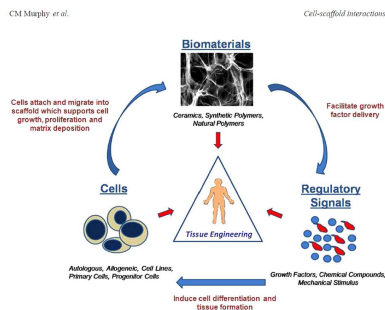 CM Murphy et al.
Cell-scaffold interactions
Biomaterials
Cells attach and migrate into
scaffold which supports cell
growth, proliferation and
matrix deposition
Facilitate growth
factor delivery
Ceramics, Synthetic Polymers,
Natural Polymers
Cells
Regulatory
Signals
Tissue Engineering
Autologous, Allogeneic, Cell Lines,
Primary Cells, Progenitor Cells
Growth Factors, Chemical Compounds,
Mechanical Stimulus
Induce cell differentiation and
tissue formation